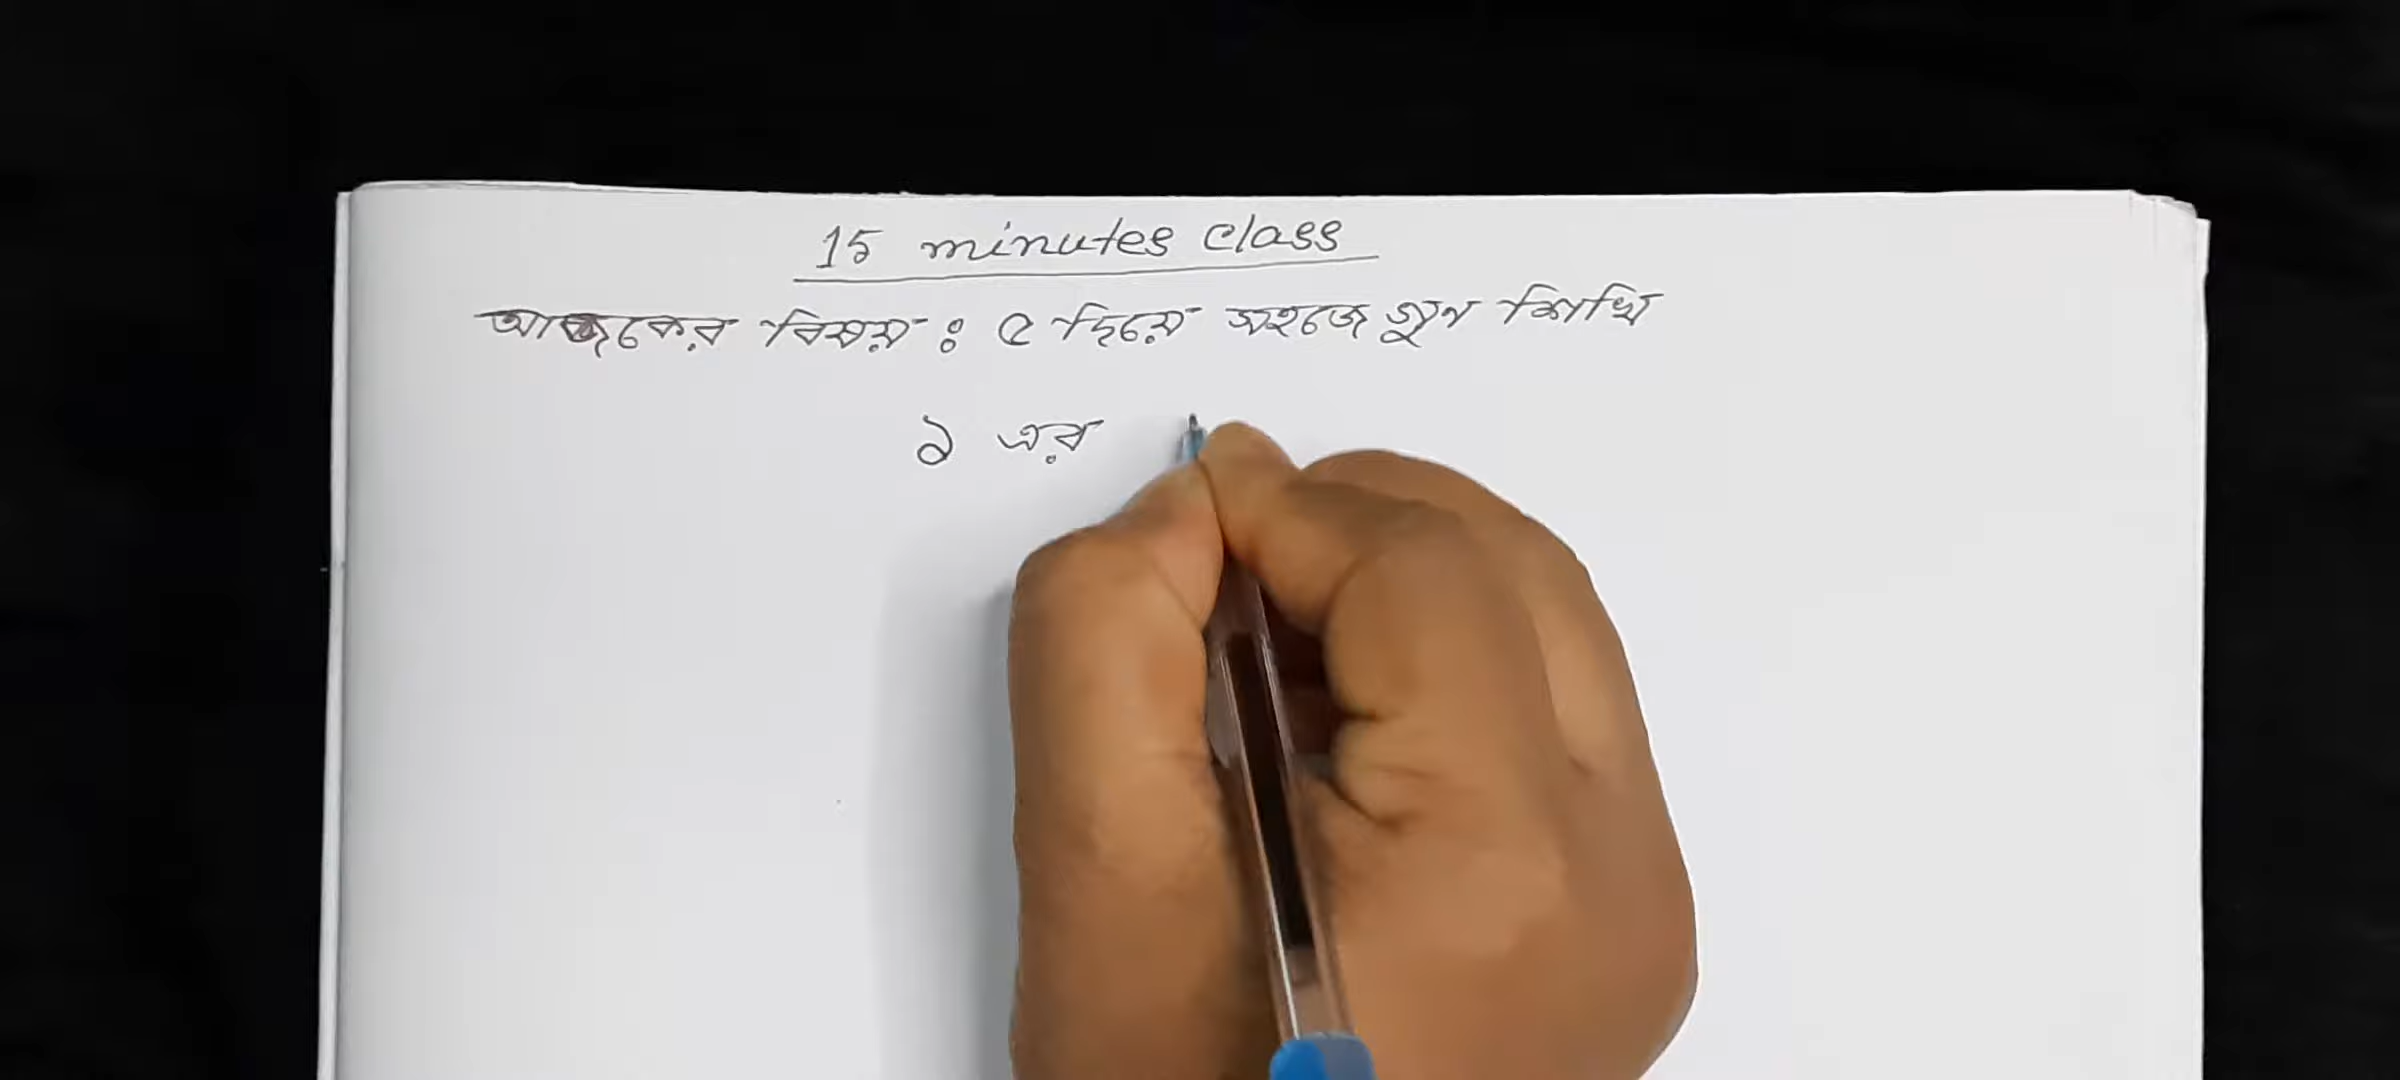 15 minutes class
আজকের বিষয় : ৫ দিয়ে সহজে গুন শিখি
১ এর